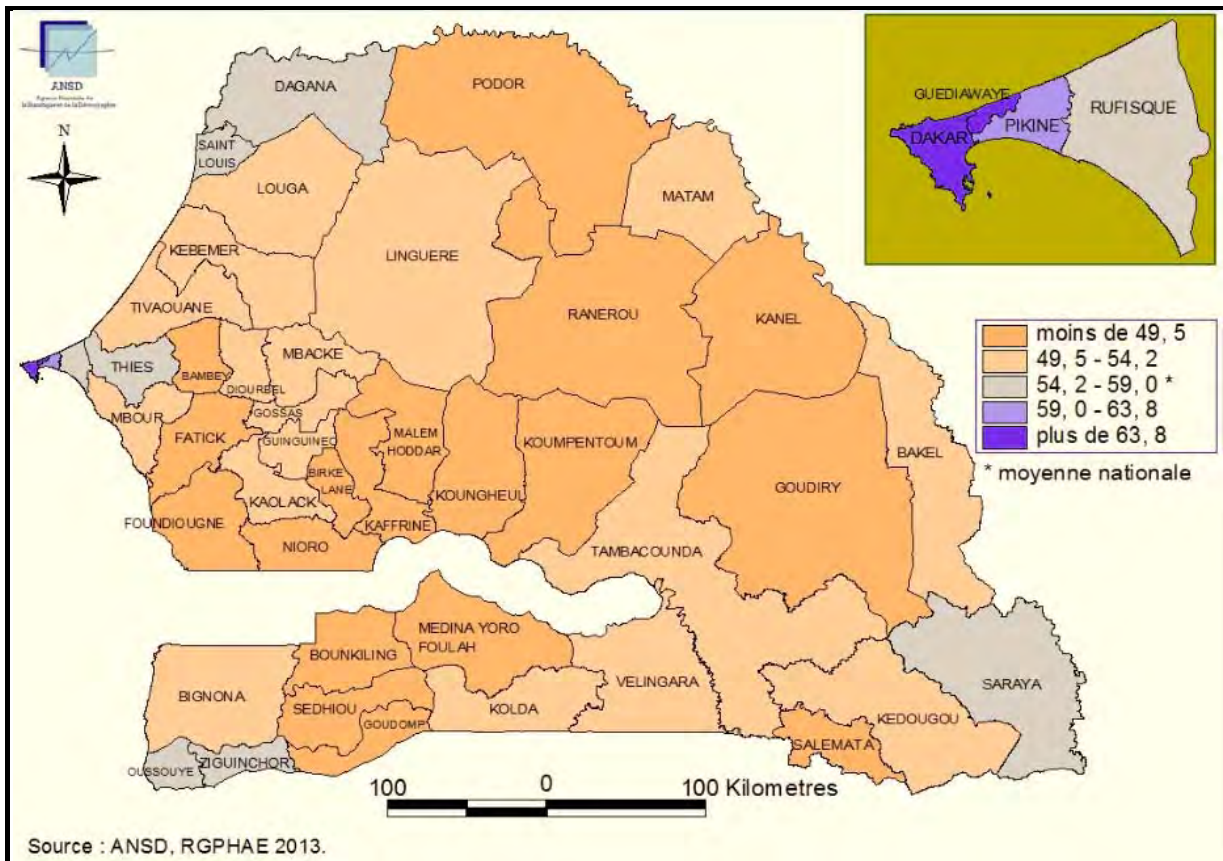 ANSD
N
DAGANA
PODOR
SAINT
LOUIS
LOUGA
MATAM
KEBEMER
LINGUERE
TIVAOUANE
RANEROU
KANEL
THIES
BAMBEY
MBACKE
DIOURBEL
MBOUR
GOSSAS
FATICK
GUINGUINEO
MALEM
HODDAR
KOUMPENTOUM
BAKEL
BIRKE
LANE
KOUNGHEUL
GOUDIRY
KAOLACK
FOUNDIOUGNE
KAFFRINE
NIORO
TAMBACOUNDA
MEDINA YORO
FOULAH
BOUNKILING
BIGNONA
VELINGARA
SARAYA
SEDHIOU
KOLDA
GOUDOMP
KEDOUGOU
SALEMATA
OUSSOUYE
ZIGUINCHOR
GUEDIAWAYE
RUFISQUE
DAKAR
PIKINE
moins de 49, 5
49, 5 - 54, 2
54, 2 - 59, 0 *
59, 0 - 63, 8
plus de 63, 8
* moyenne nationale
100 0 100 Kilometres
Source : ANSD, RGPHAE 2013.